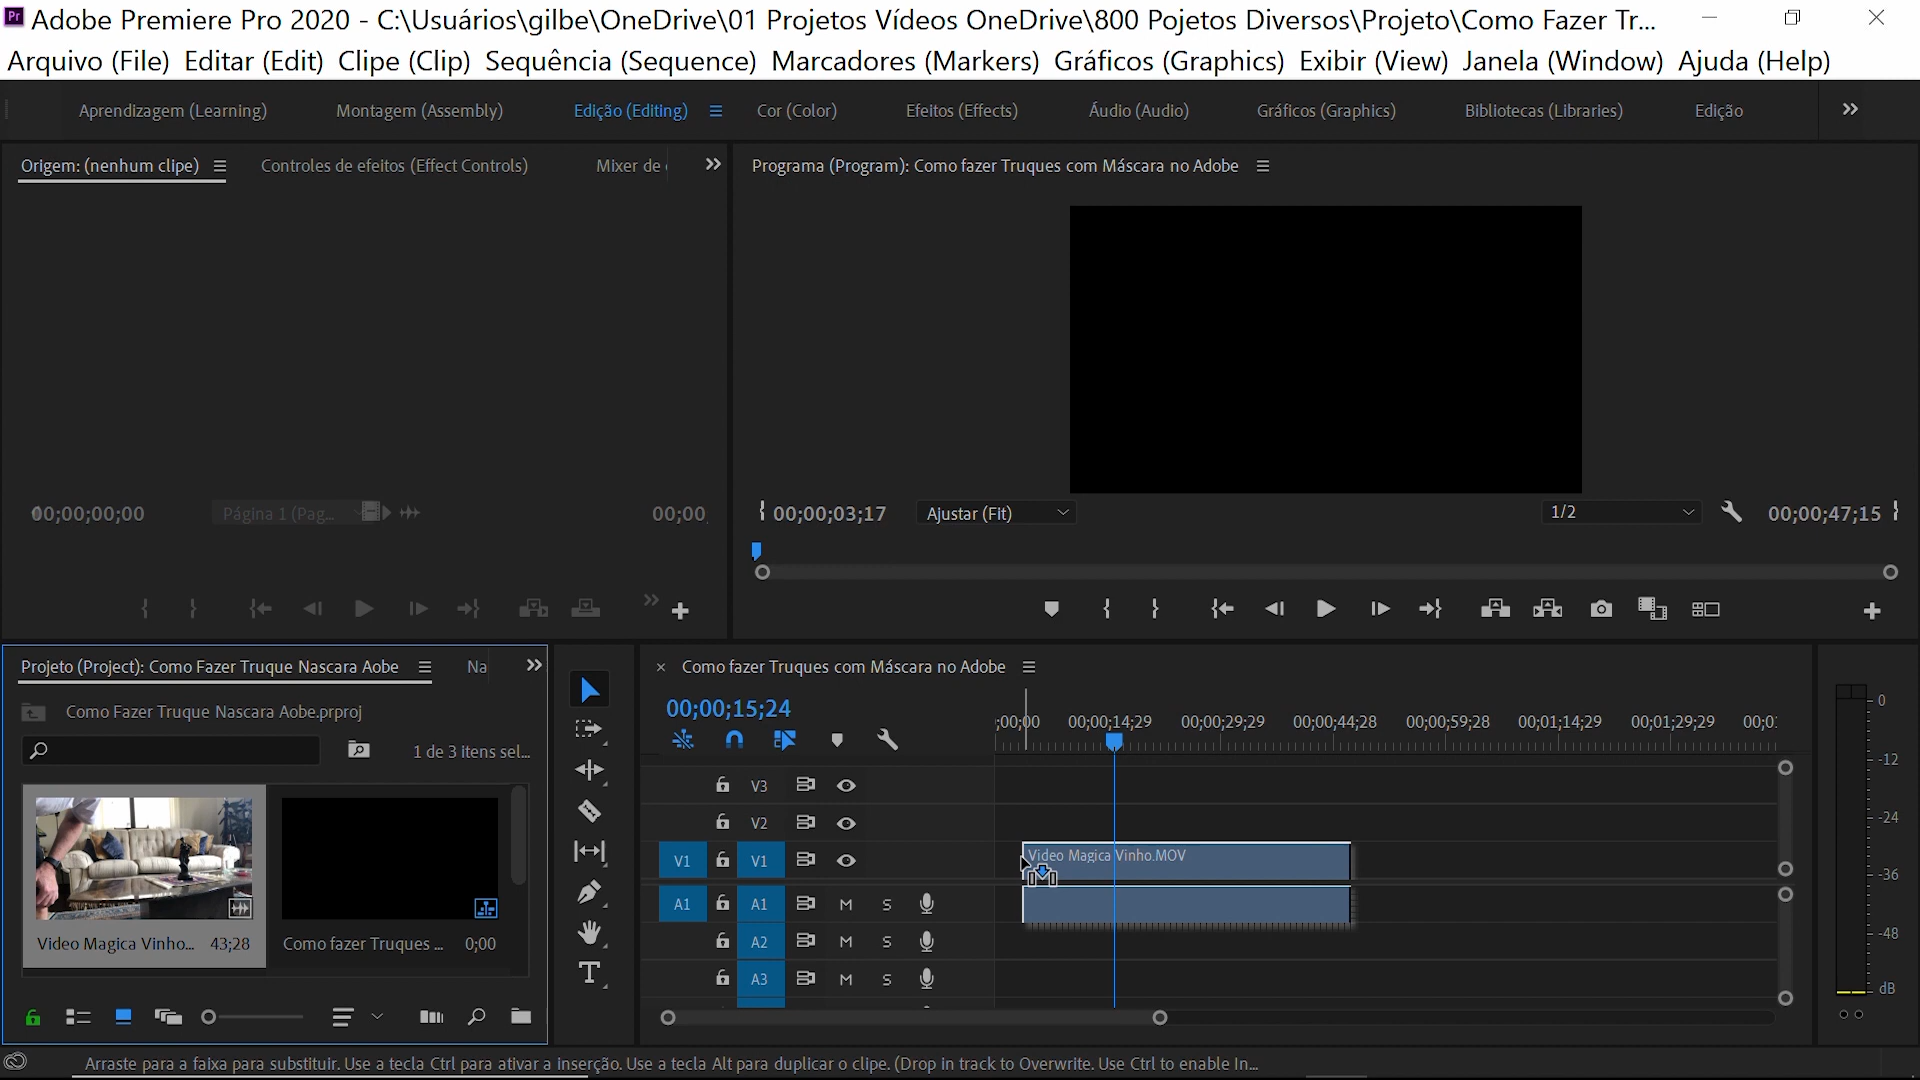 Adobe Premiere Pro 2020 - C:\Usuários\gilbe\OneDrive\01 Projetos Vídeos OneDrive\800 Pojetos Diversos\Projeto\Como Fazer Tr...
Arquivo (File) Editar (Edit) Clipe (Clip) Sequência (Sequence) Marcadores (Markers) Gráficos (Graphics) Exibir (View) Janela (Window) Ajuda (Help)
Aprendizagem (Learning) Montagem (Assembly) Edição (Editing) Cor (Color) Efeitos (Effects) Áudio (Audio) Gráficos (Graphics) Bibliotecas (Libraries) Edição
Origem: (nenhum clipe) Controles de efeitos (Effect Controls) Mixer de
Programa (Program): Como fazer Truques com Máscara no Adobe
00;00;00;00 Página 1 (Pag... 00;00
00;00;03;17 Ajustar (Fit) 1/2 00;00;47;15
Projeto (Project): Como Fazer Truque Nascara Aobe Na
Como Fazer Truque Nascara Aobe.prproj
1 de 3 itens sel...
Video Magica Vinho... 43;28
Como fazer Truques ... 0;00
Como fazer Truques com Máscara no Adobe
00;00;15;24
;00;00 00;00;14;29 00;00;29;29 00;00;44;28 00;00;59;28 00;01;14;29 00;01;29;29 00;0
V3
V2
V1 V1 Video Magica Vinho.MOV
A1 A1 M S
A2 M S
A3 M S
0
-12
-24
-36
-48
dB
Arraste para a faixa para substituir. Use a tecla Ctrl para ativar a inserção. Use a tecla Alt para duplicar o clipe. (Drop in track to Overwrite. Use Ctrl to enable In...